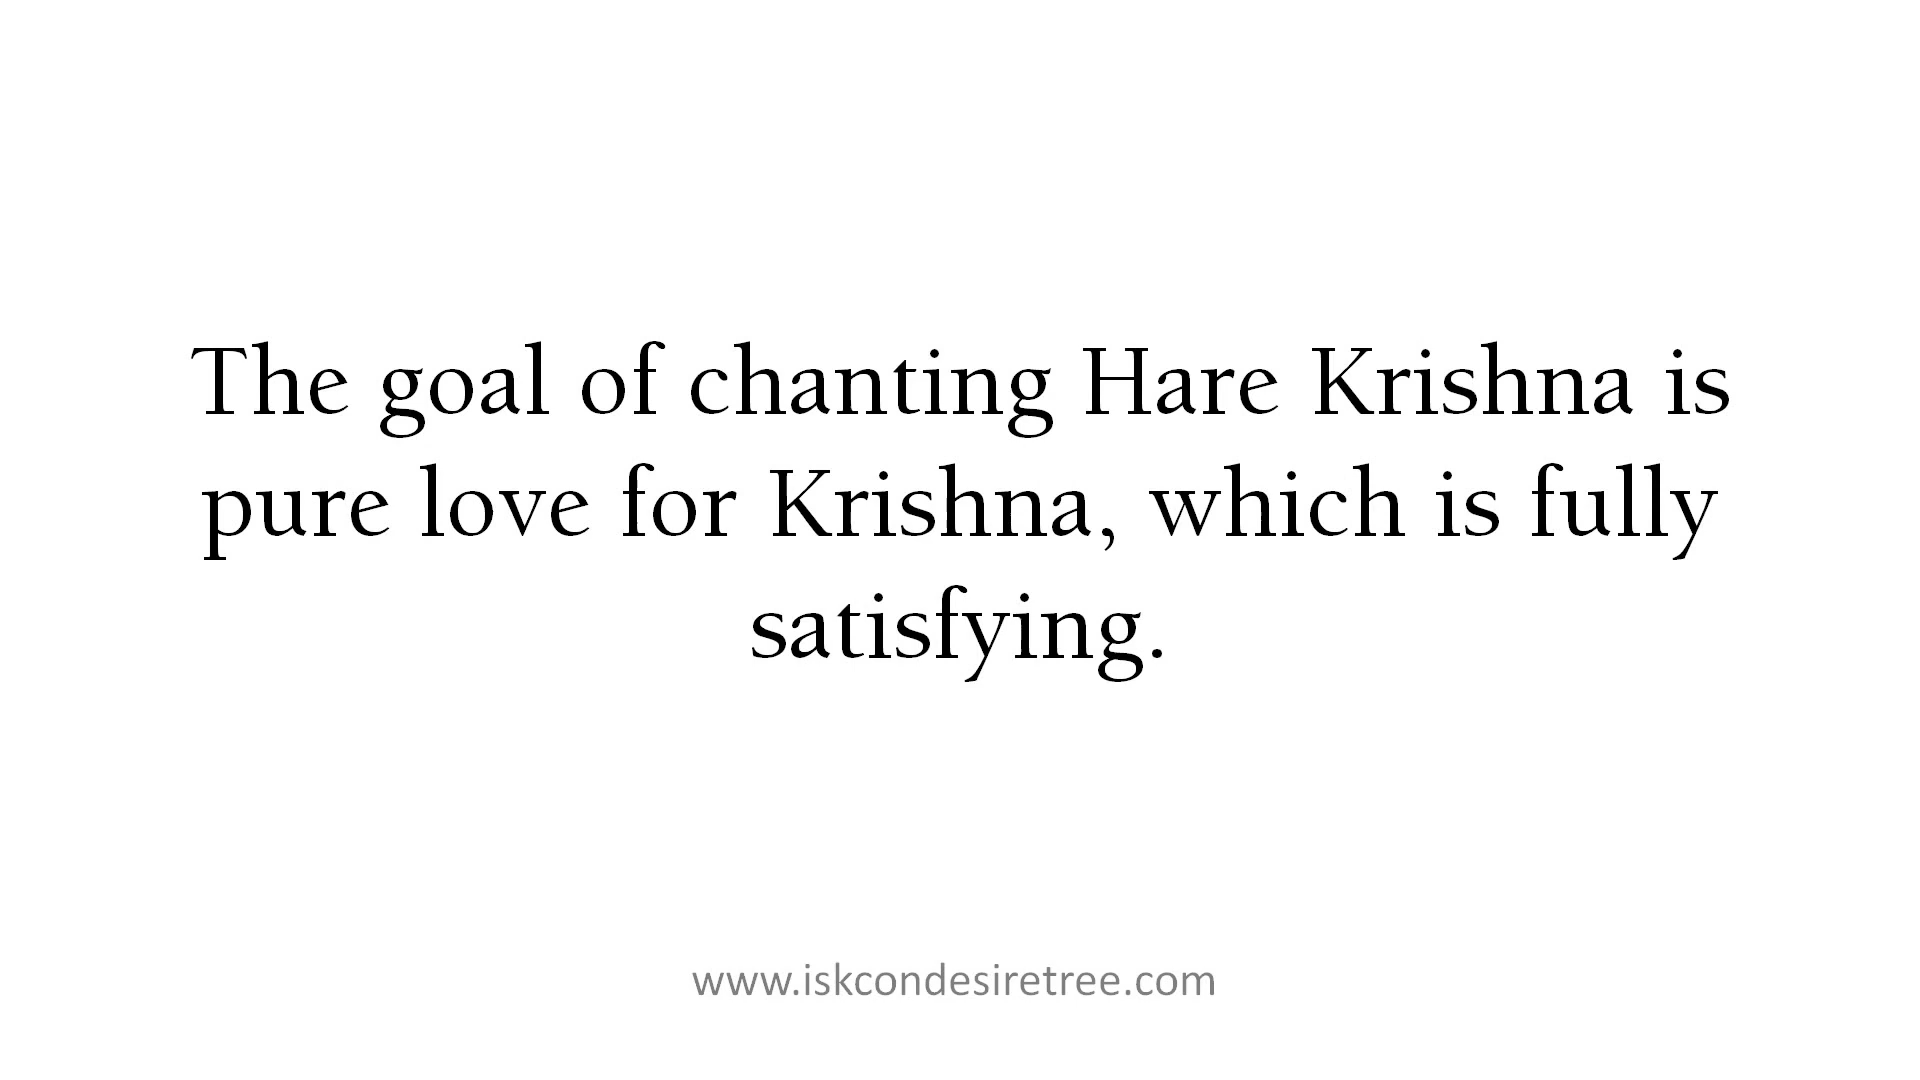 The goal of chanting Hare Krishna is
pure love for Krishna, which is fully
satisfying.
www.iskcondesiretree.com